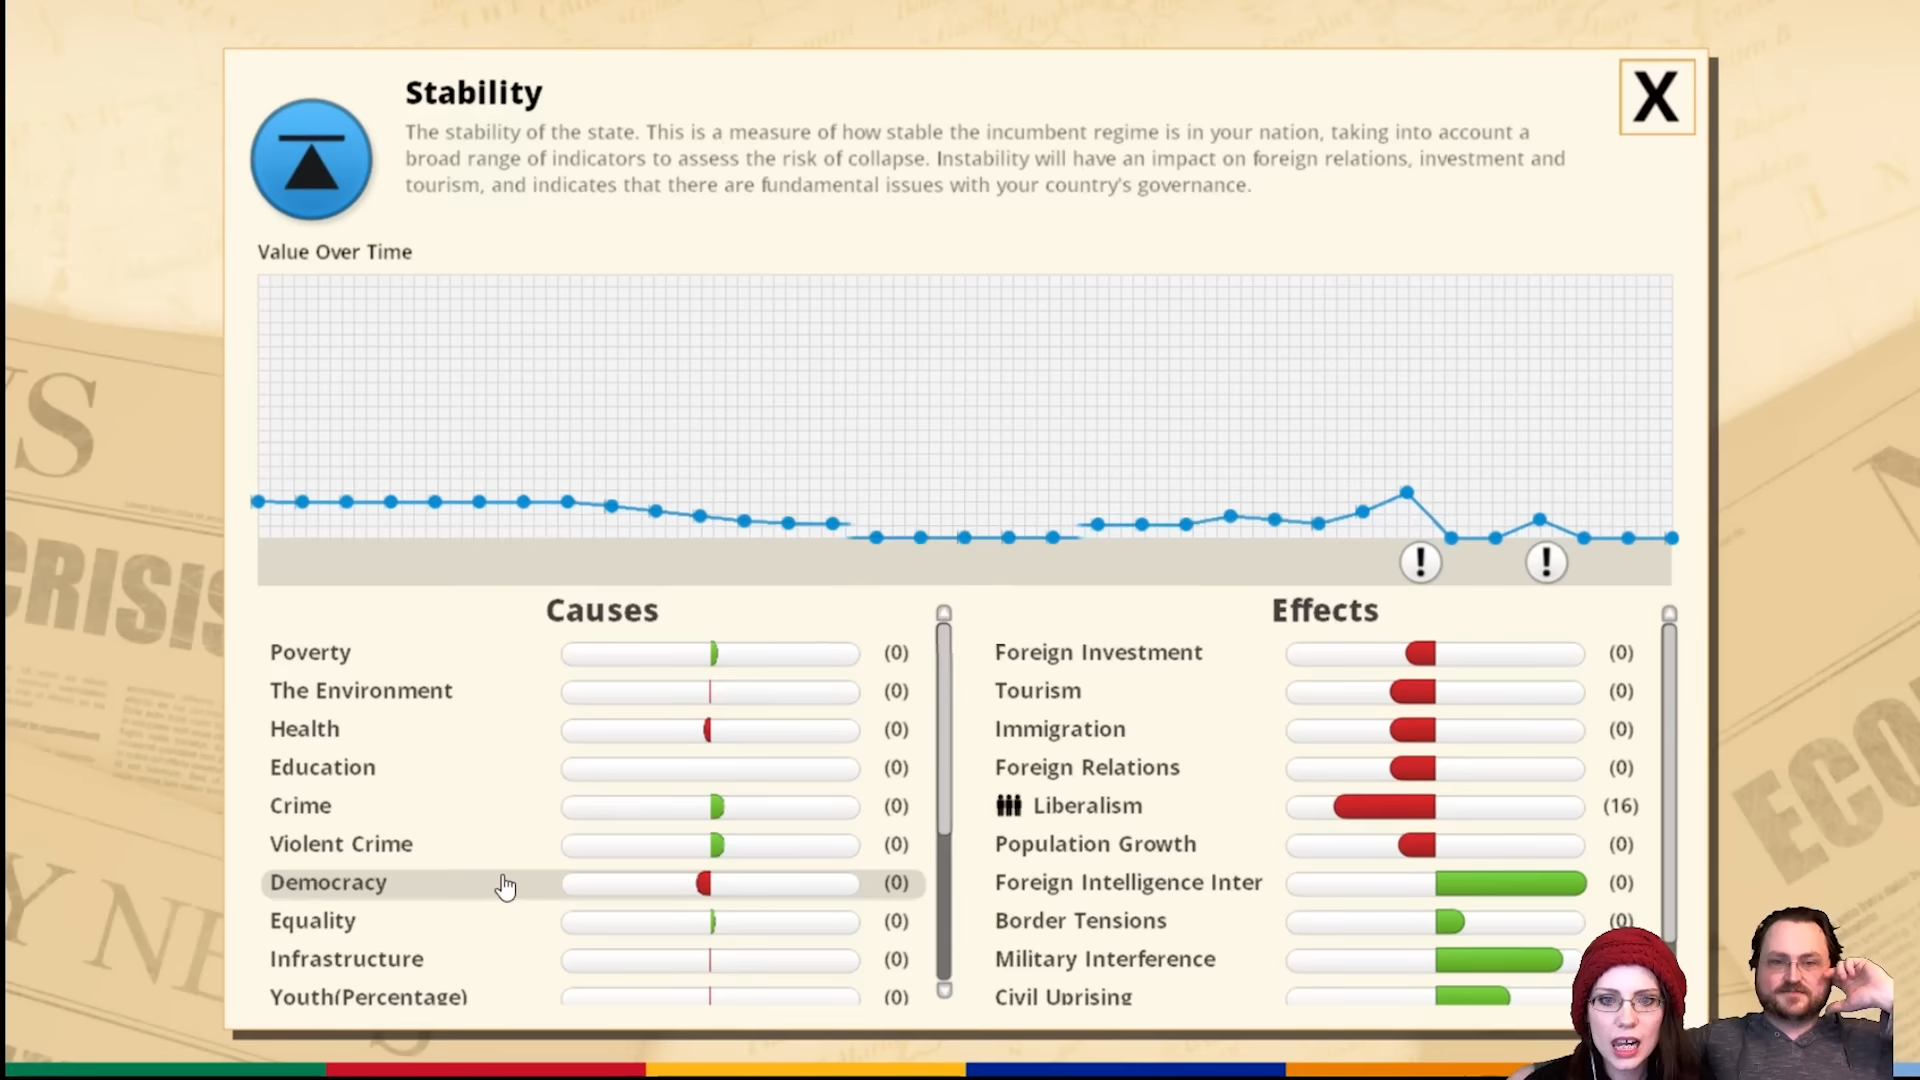 Stability
X
The stability of the state. This is a measure of how stable the incumbent regime is in your nation, taking into account a
broad range of indicators to assess the risk of collapse. Instability will have an impact on foreign relations, investment and
tourism, and indicates that there are fundamental issues with your country's governance.
Value Over Time
! !
Causes
Poverty (0)
The Environment (0)
Health (0)
Education (0)
Crime (0)
Violent Crime (0)
Democracy (0)
Equality (0)
Infrastructure (0)
Youth(Percentage) (0)
Effects
Foreign Investment (0)
Tourism (0)
Immigration (0)
Foreign Relations (0)
Liberalism (16)
Population Growth (0)
Foreign Intelligence Inter (0)
Border Tensions (0)
Military Interference
Civil Uprising
CRISIS